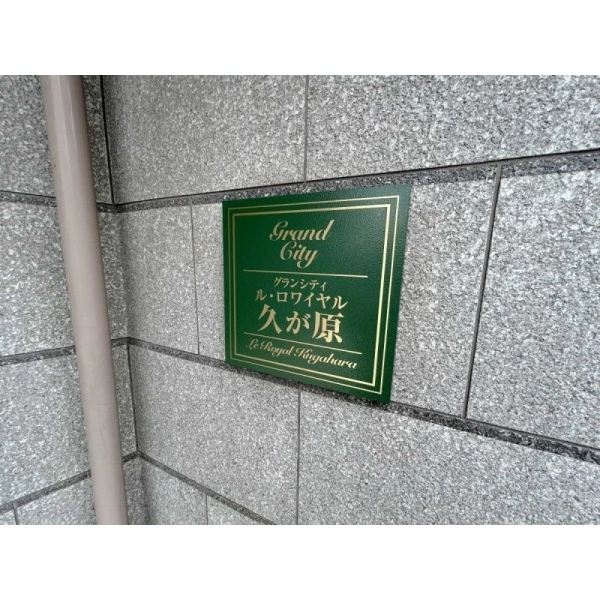 Grand
City
グランシティ
ル・ロワイヤル
久が原
Le Royal Kugahara